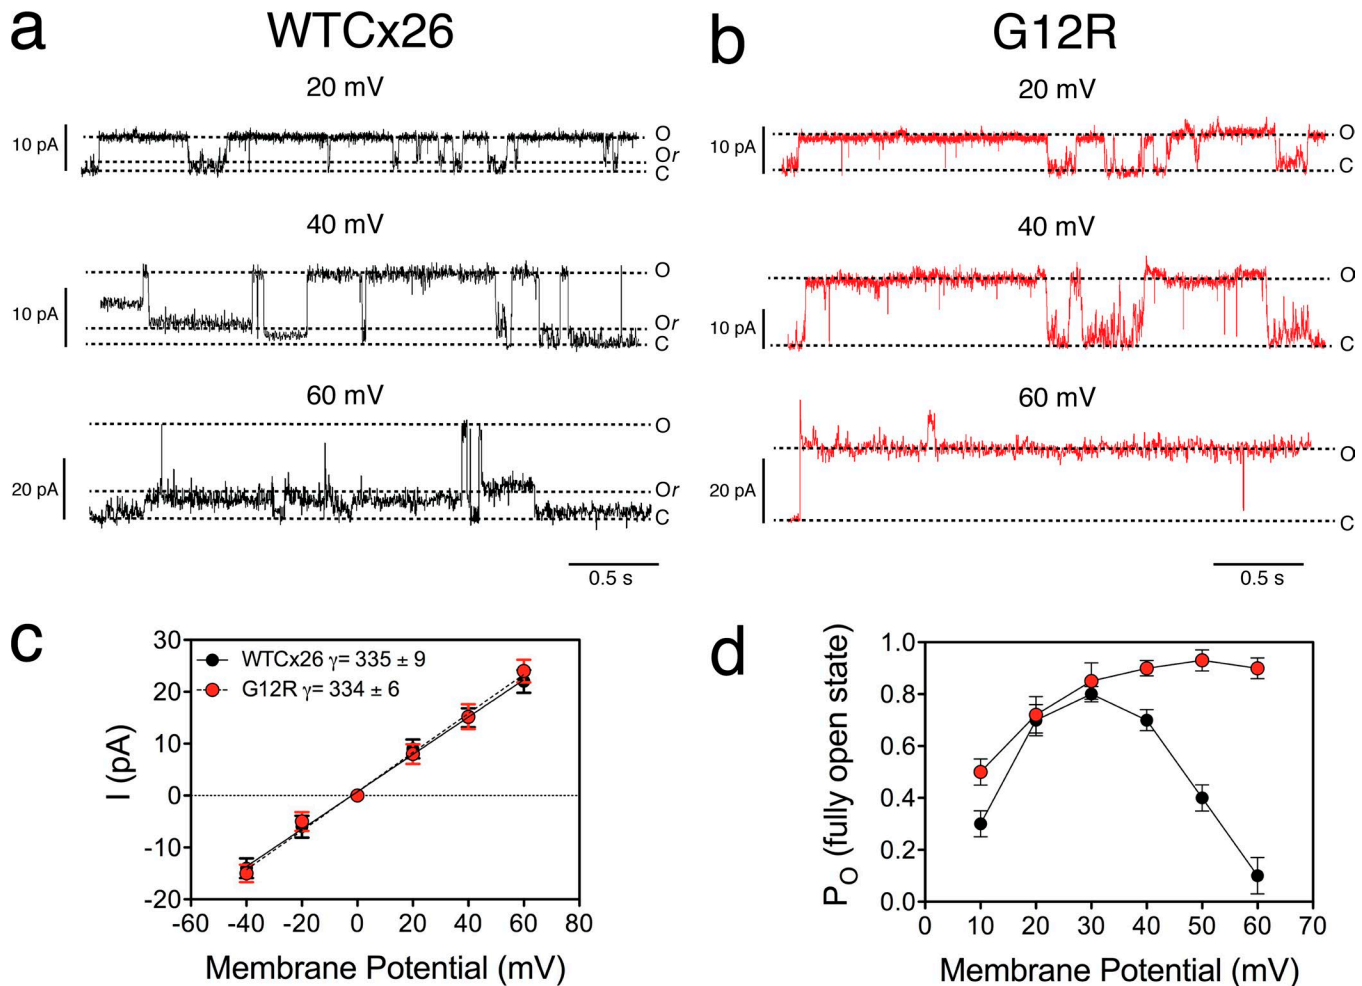 a
WTCx26
20 mV
10 pA
O
Or
C
40 mV
10 pA
O
Or
C
60 mV
20 pA
O
Or
C
0.5 s
b
G12R
20 mV
10 pA
O
C
40 mV
10 pA
O
C
60 mV
20 pA
O
C
0.5 s
c
I (pA)
30
20
10
0
-10
-20
WTCx26 γ= 335 ± 9
G12R γ= 334 ± 6
-60 -40 -20 0 20 40 60 80
Membrane Potential (mV)
d
PO (fully open state)
1.0
0.8
0.6
0.4
0.2
0.0
0 10 20 30 40 50 60 70
Membrane Potential (mV)